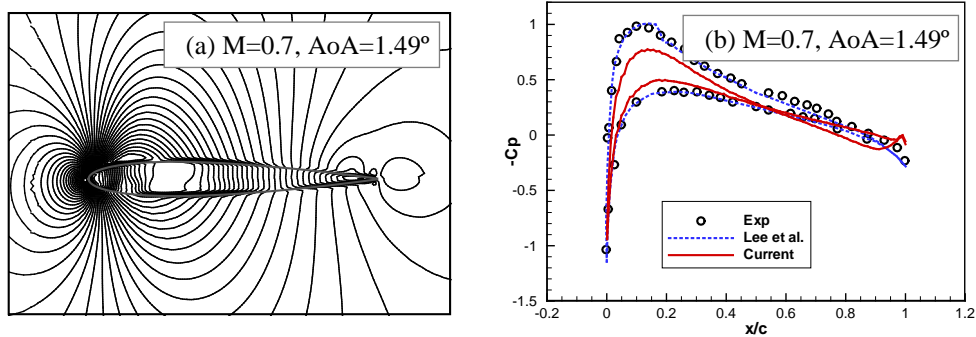 (a) M=0.7, AoA=1.49º
(b) M=0.7, AoA=1.49º
1
0.5
0
-0.5
-1
-1.5
-Cp
Exp
Lee et al.
Current
-0.2 0 0.2 0.4 0.6 0.8 1 1.2
x/c